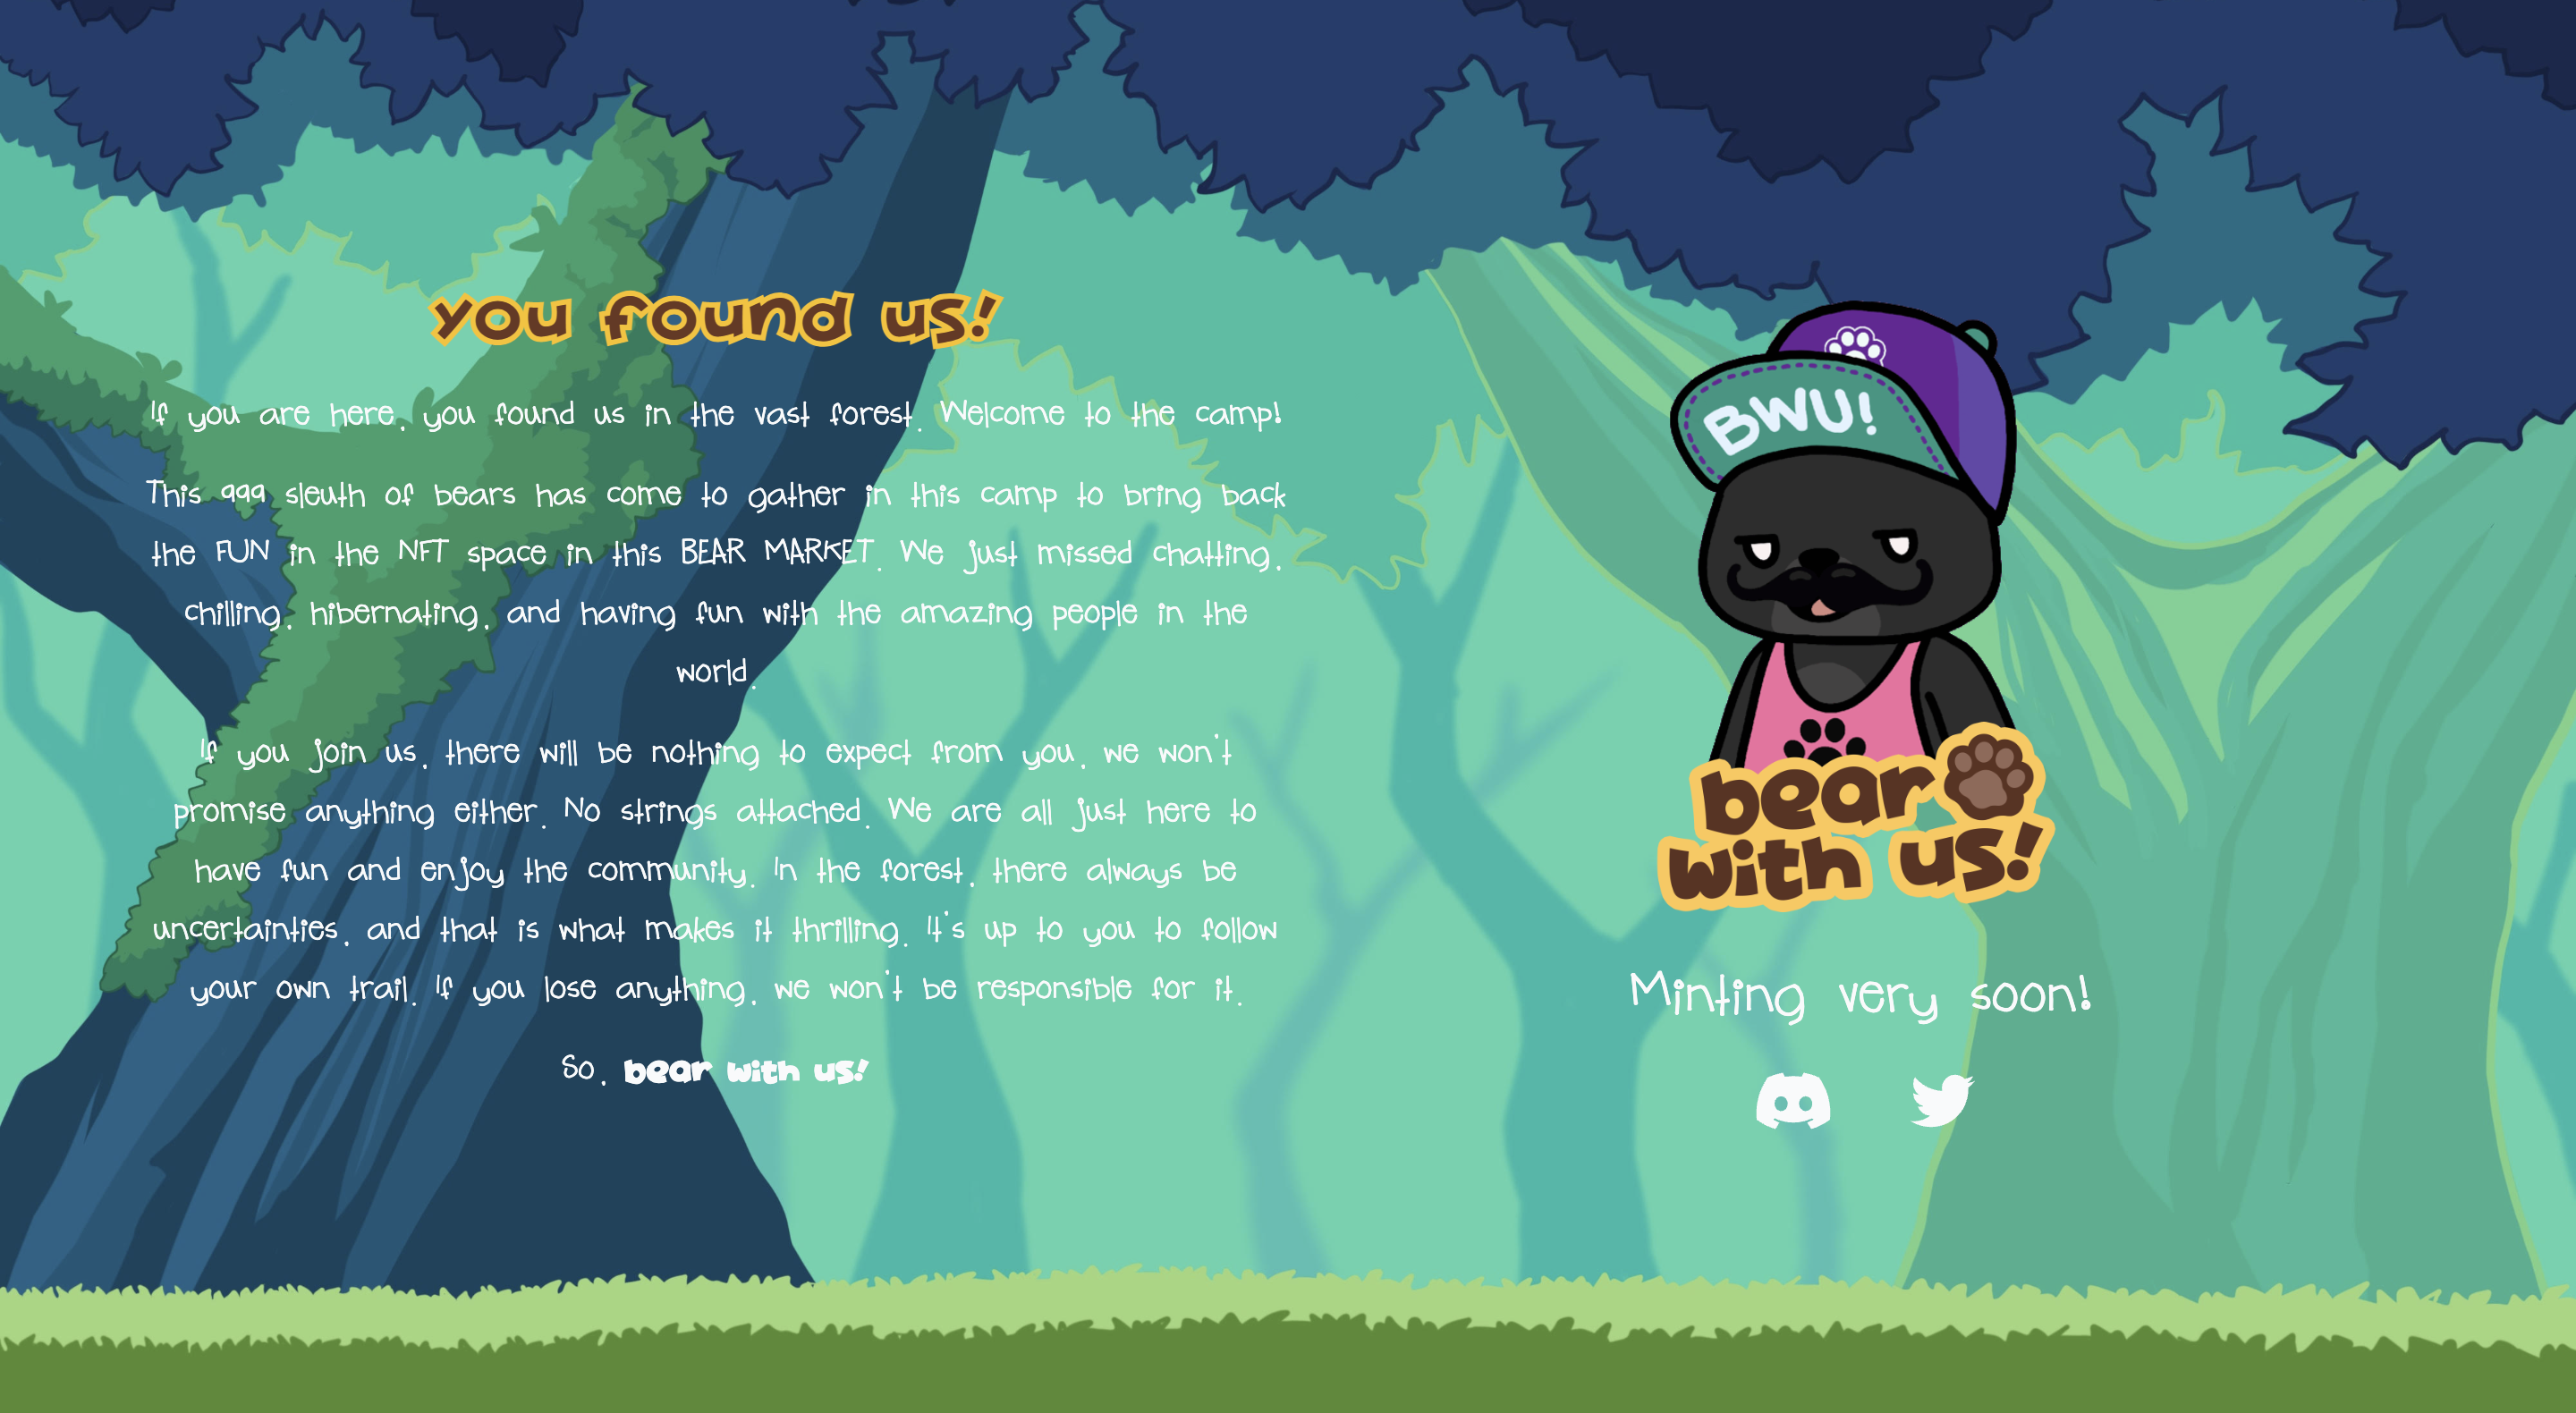 you found us!
If you are here, you found us in the vast forest. Welcome to the camp!
This 999 sleuth of bears has come to gather in this camp to bring back
the FUN in the NFT space in this BEAR MARKET. We just missed chatting,
chilling, hibernating, and having fun with the amazing people in the
world.
If you join us, there will be nothing to expect from you, we won't
promise anything either. No strings attached. We are all just here to
have fun and enjoy the community. In the forest, there always be
uncertainties, and that is what makes it thrilling. It's up to you to follow
your own trail. If you lose anything, we won't be responsible for it.
So, bear with us!
BWU!
bear
with us!
Minting very soon!